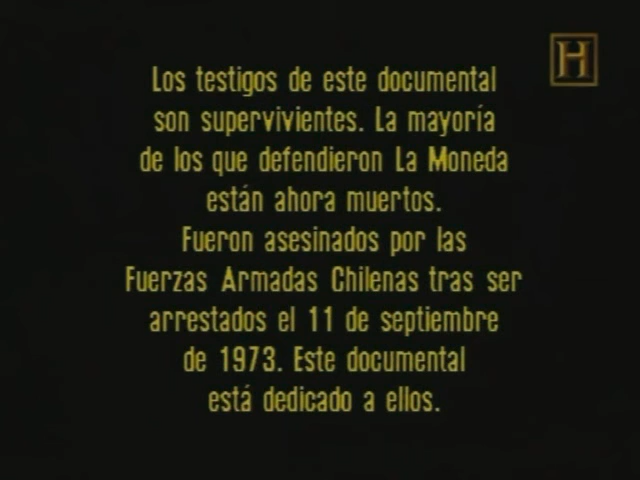 H
Los testigos de este documental
son supervivientes. La mayoría
de los que defendieron La Moneda
están ahora muertos.
Fueron asesinados por las
Fuerzas Armadas Chilenas tras ser
arrestados el 11 de septiembre
de 1973. Este documental
está dedicado a ellos.